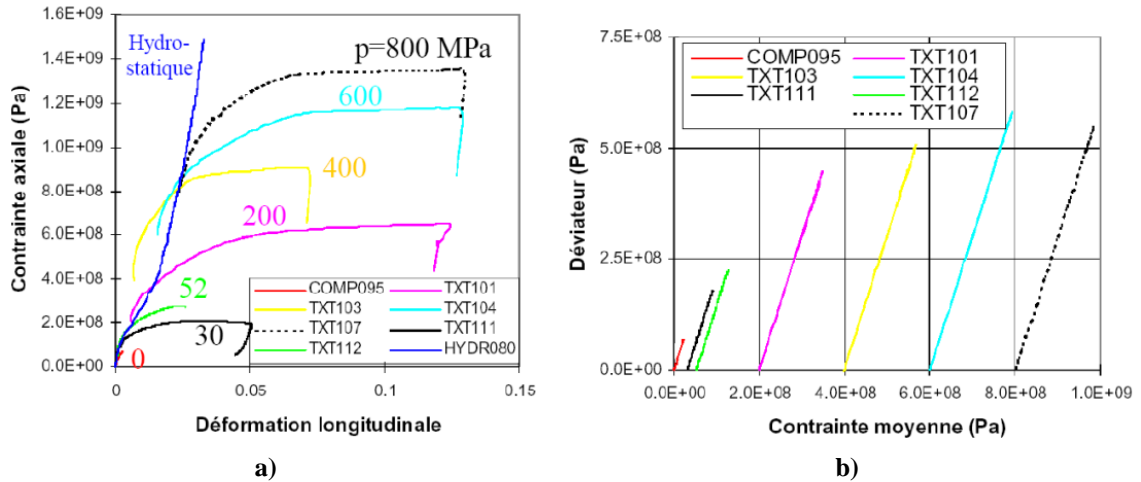 Contrainte axiale (Pa)
1.6E+09
1.4E+09
1.2E+09
1.0E+09
8.0E+08
6.0E+08
4.0E+08
2.0E+08
0.0E+00
Hydro-
statique
p=800 MPa
600
400
200
52
30
0
COMP095 TXT101
TXT103 TXT104
TXT107 TXT111
TXT112 HYDR080
0 0.05 0.1 0.15
Déformation longitudinale
a)
Déviateur (Pa)
7.5E+08
5.0E+08
2.5E+08
0.0E+00
COMP095 TXT101
TXT103 TXT104
TXT111 TXT112
TXT107
0.0E+00 2.0E+08 4.0E+08 6.0E+08 8.0E+08 1.0E+09
Contrainte moyenne (Pa)
b)